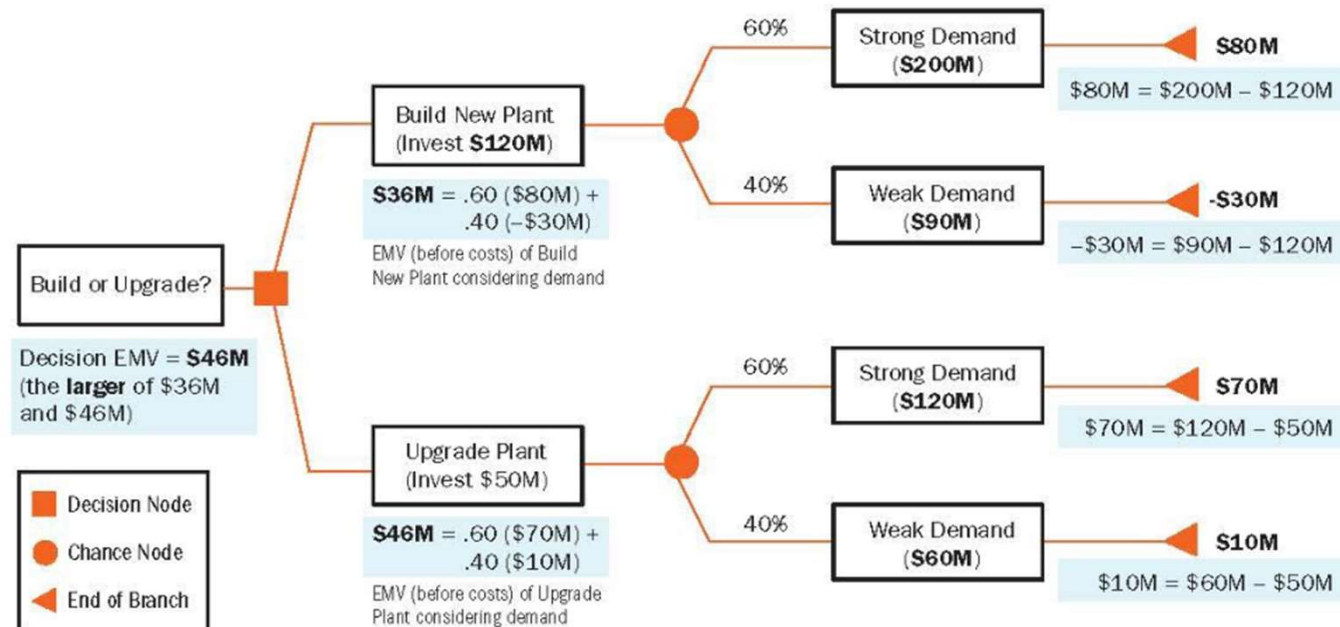 Build or Upgrade?
Decision EMV = $46M
(the larger of $36M
and $46M)
Build New Plant
(Invest $120M)
$36M = .60 ($80M) +
.40 (–$30M)
EMV (before costs) of Build
New Plant considering demand
60%
Strong Demand
($200M)
$80M
$80M = $200M – $120M
40%
Weak Demand
($90M)
-$30M
–$30M = $90M – $120M
Upgrade Plant
(Invest $50M)
$46M = .60 ($70M) +
.40 ($10M)
EMV (before costs) of Upgrade
Plant considering demand
60%
Strong Demand
($120M)
$70M
$70M = $120M – $50M
40%
Weak Demand
($60M)
$10M
$10M = $60M – $50M
Decision Node
Chance Node
End of Branch